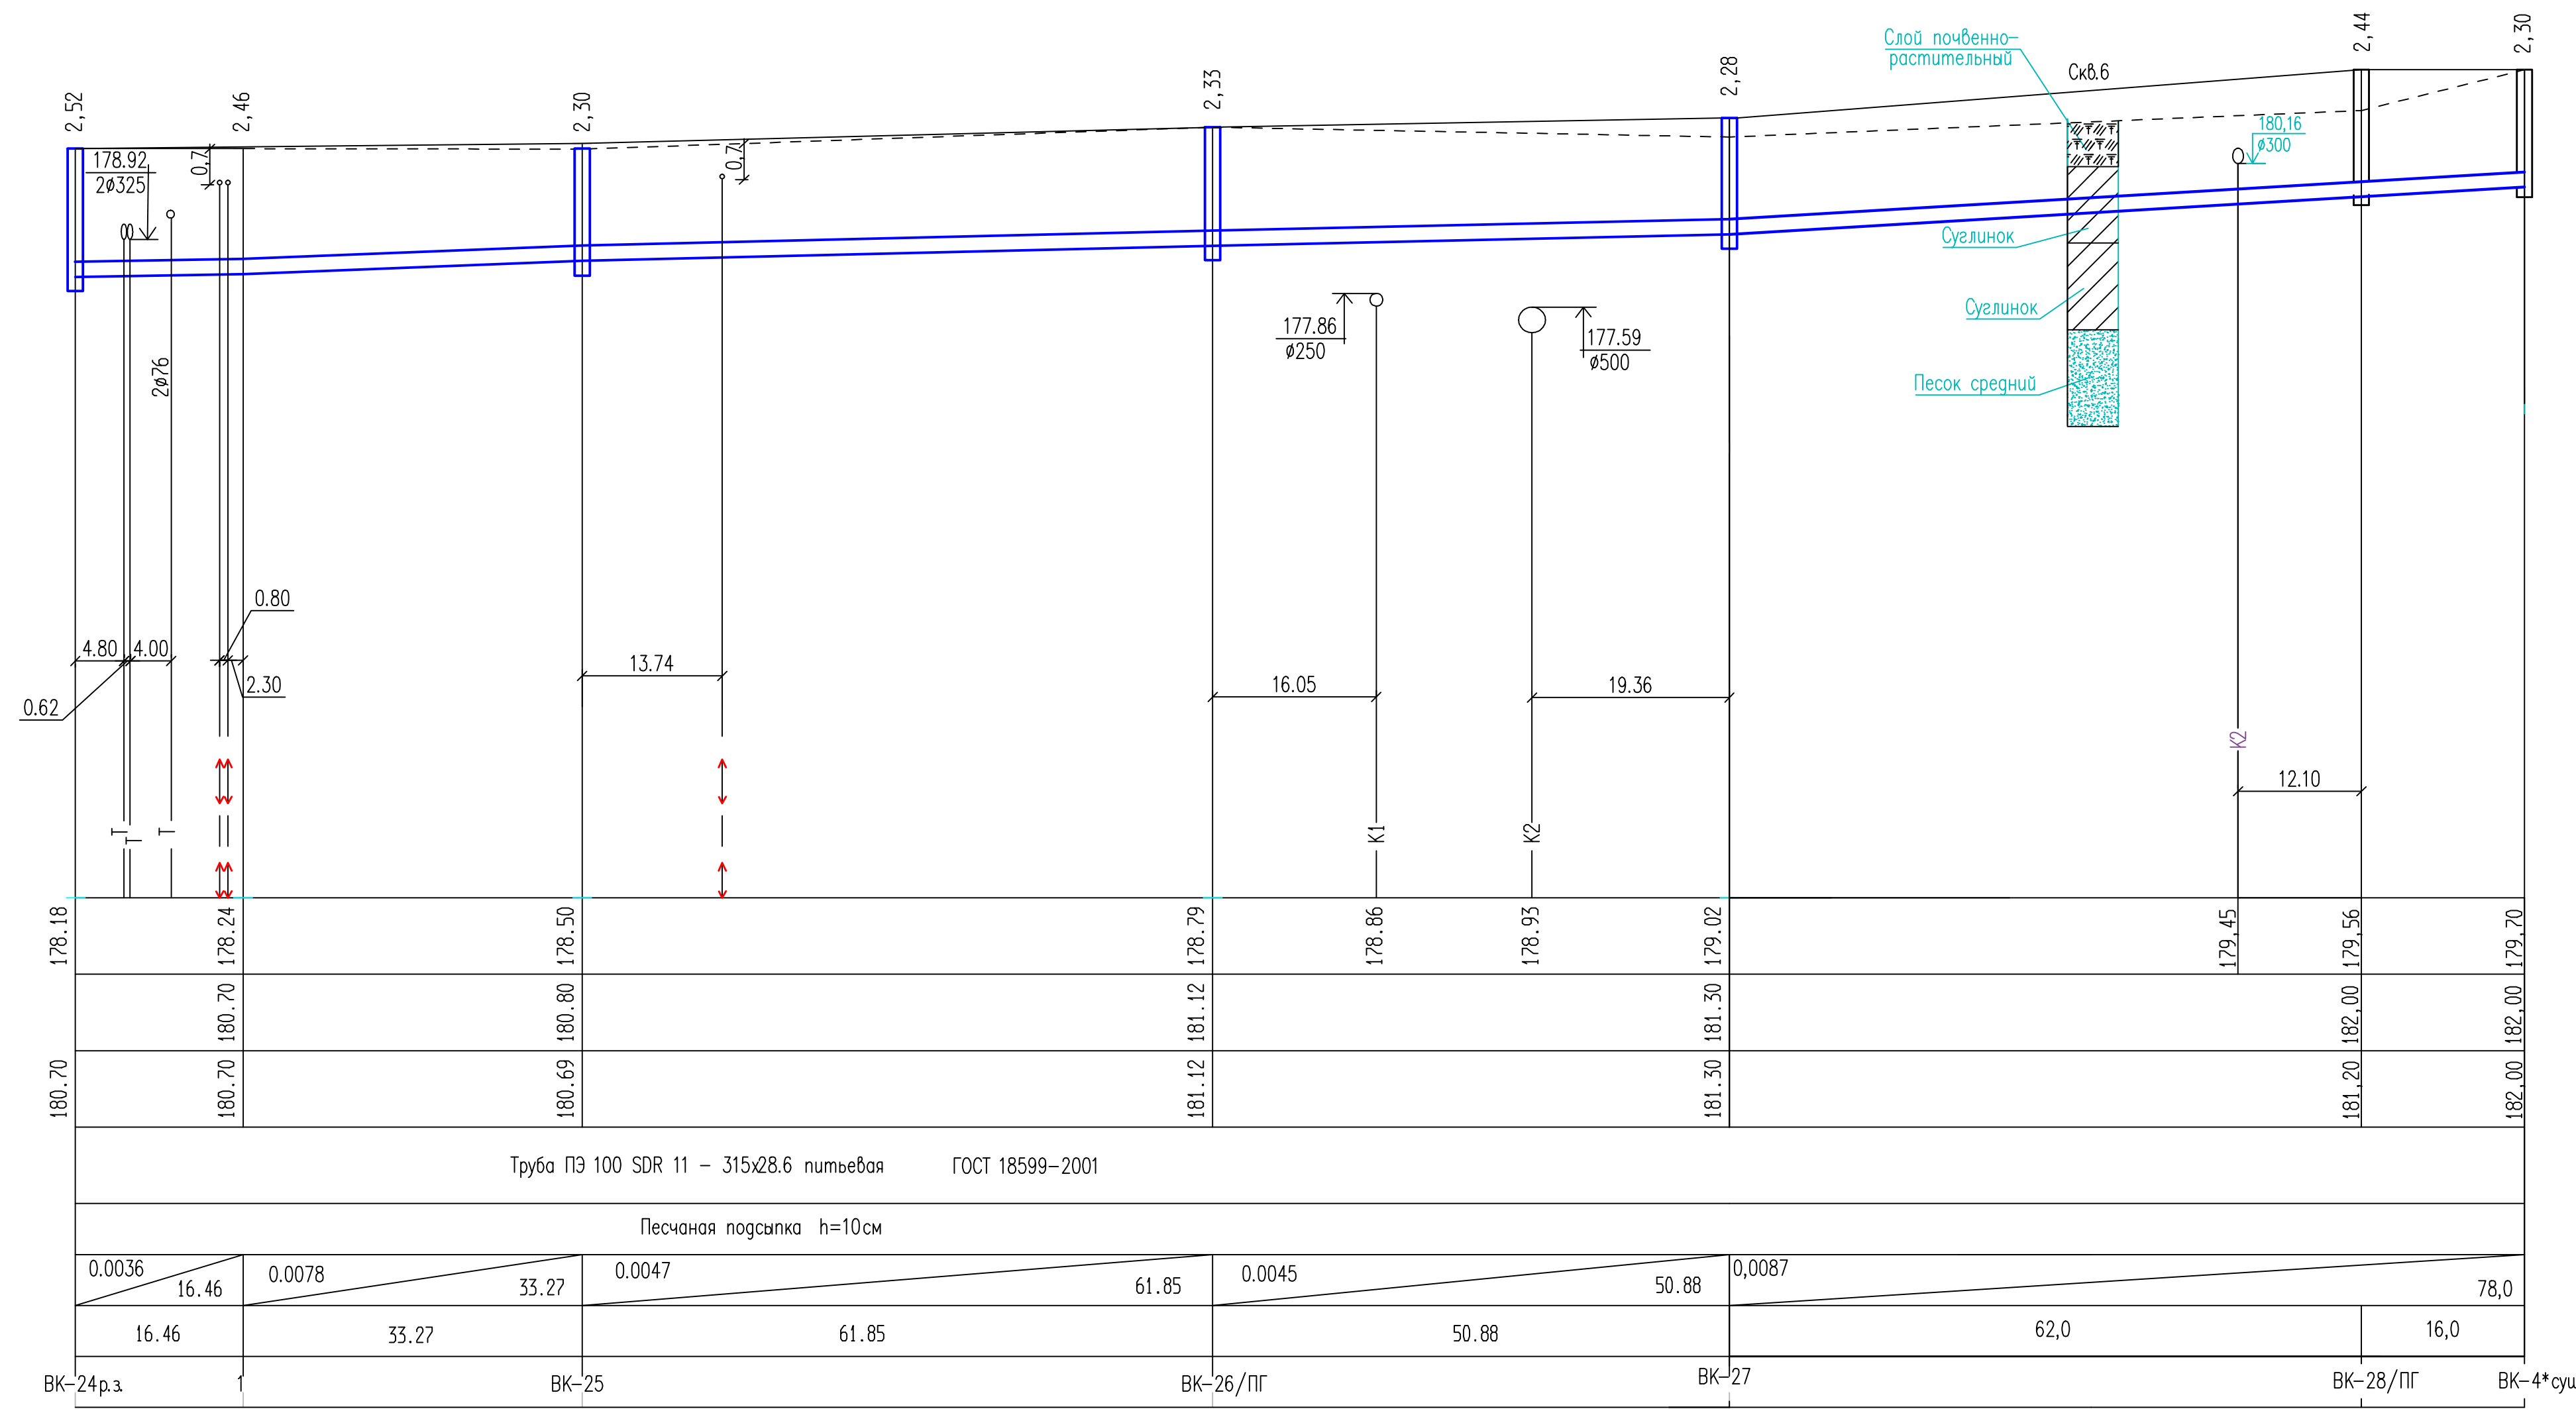 2,52
2,46
2,30
2,33
2,28
2,44
2,30
Слой почвенно-
растительный
Скв.6
180,16
ø300
178.92
2ø325
0,7
0,7
2ø76
Суглинок
Суглинок
Песок средний
177.86
ø250
177.59
ø500
0.80
4.80
4.00
2.30
0.62
13.74
16.05
19.36
12.10
Т
Т
Т
К1
К2
К2
178.18
178.24
178.50
178.79
178.86
178.93
179.02
179,45
179,56
179,70
180.70
180.80
181.12
181.30
182,00
182,00
180.70
180.70
180.69
181.12
181.30
181,20
182,00
Труба ПЭ 100 SDR 11 - 315x28.6 питьевая ГОСТ 18599-2001
Песчаная подсыпка h=10см
0.0036
16.46
0.0078
33.27
0.0047
61.85
0.0045
50.88
0,0087
78,0
16.46
33.27
61.85
50.88
62,0
16,0
ВК-24р.з.
1
ВК-25
ВК-26/ПГ
ВК-27
ВК-28/ПГ
ВК-4*сущ